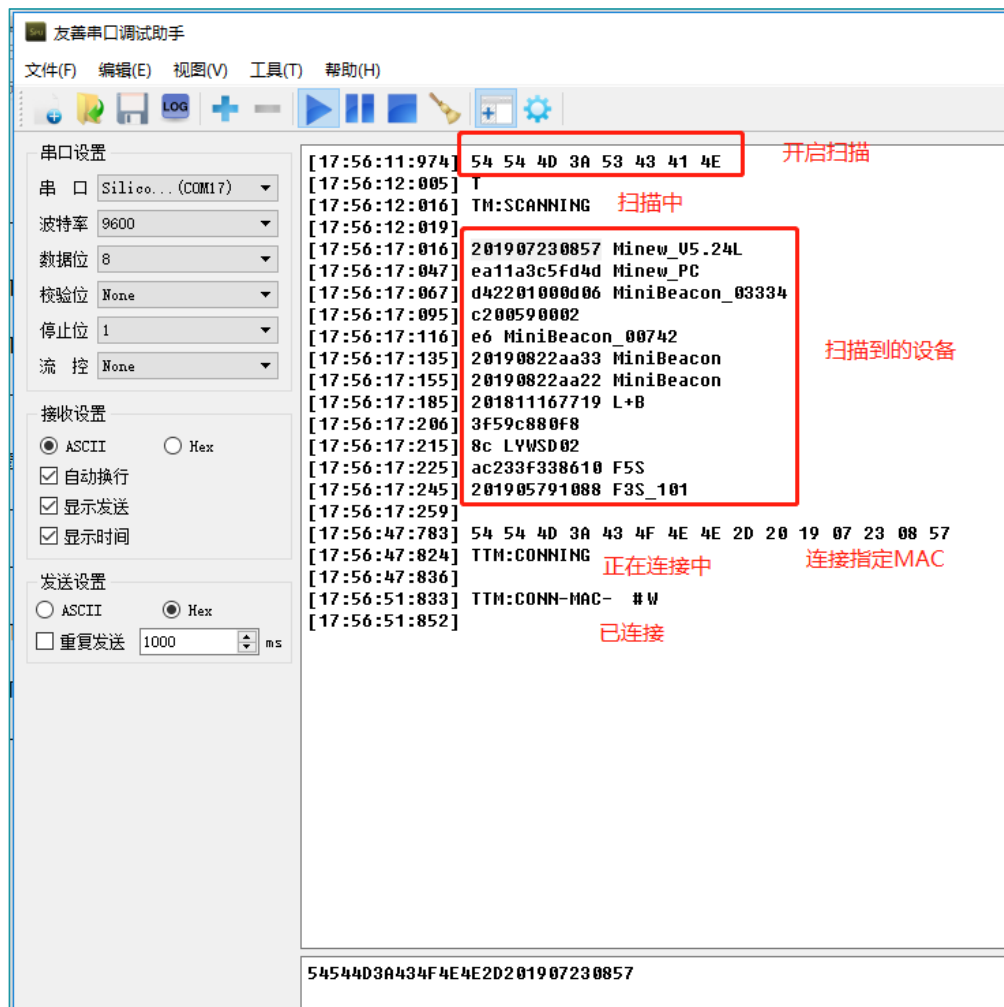 友善串口调试助手
文件(F) 编辑(E) 视图(V) 工具(T) 帮助(H)
LOG
串口设置
串 口 Silico...(COM17)
波特率 9600
数据位 8
校验位 None
停止位 1
流 控 None
接收设置
ASCII Hex
自动换行
显示发送
显示时间
发送设置
ASCII Hex
重复发送 1000 ms
[17:56:11:974] 54 54 4D 3A 53 43 41 4E 开启扫描
[17:56:12:005] T
[17:56:12:016] TM:SCANNING 扫描中
[17:56:12:019]
[17:56:17:016] 201907230857 Minew_V5.24L
[17:56:17:047] ea11a3c5fd4d Minew_PC
[17:56:17:067] d42201000d06 MiniBeacon_03334
[17:56:17:095] c200590002
[17:56:17:116] e6 MiniBeacon_00742
[17:56:17:135] 20190822aa33 MiniBeacon 扫描到的设备
[17:56:17:155] 20190822aa22 MiniBeacon
[17:56:17:185] 201811167719 L+B
[17:56:17:206] 3f59c880f8
[17:56:17:215] 8c LYWSD02
[17:56:17:225] ac233f338610 F5S
[17:56:17:245] 201905791088 F3S_101
[17:56:17:259]
[17:56:47:783] 54 54 4D 3A 43 4F 4E 4E 2D 20 19 07 23 08 57
[17:56:47:824] TTM:CONNING 正在连接中 连接指定MAC
[17:56:47:836]
[17:56:51:833] TTM:CONN-MAC- #W
[17:56:51:852] 已连接
54544D3A434F4E4E2D201907230857